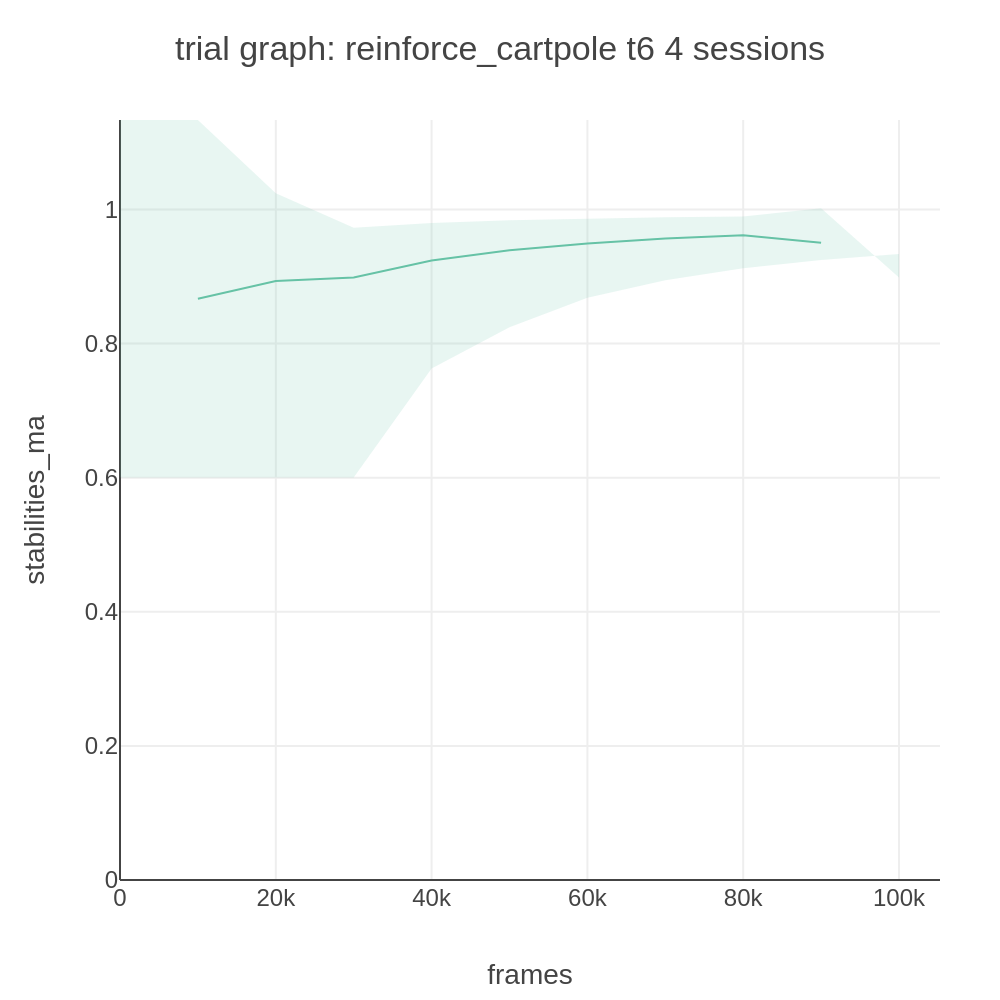 trial graph: reinforce_cartpole t6 4 sessions
stabilities_ma
1
0.8
0.6
0.4
0.2
0
0 20k 40k 60k 80k 100k
frames